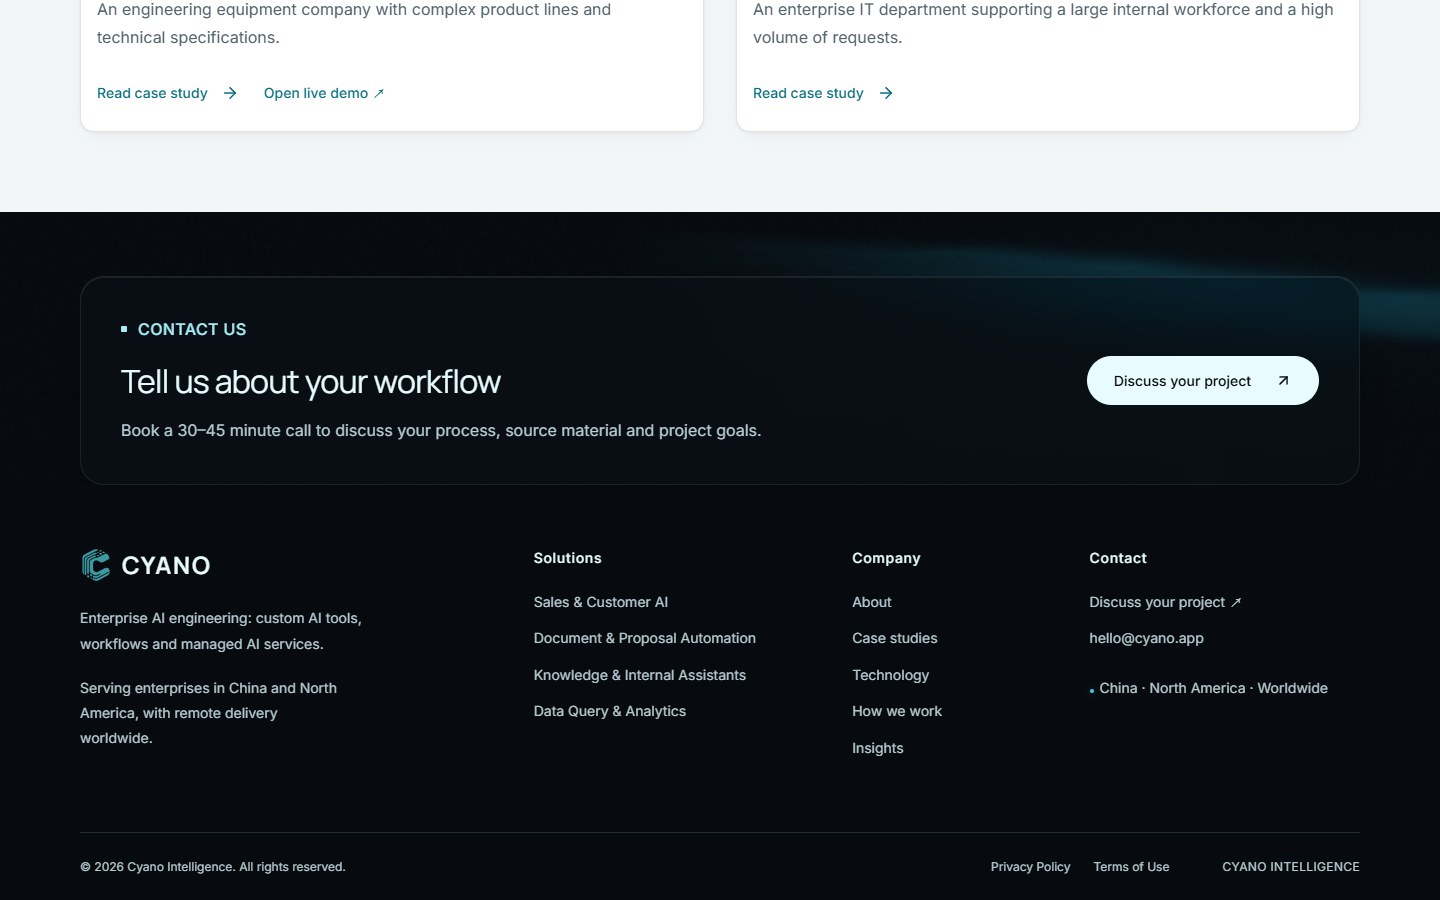 An engineering equipment company with complex product lines and
technical specifications.
Read case study → Open live demo ↗
An enterprise IT department supporting a large internal workforce and a high
volume of requests.
Read case study →
CONTACT US
Tell us about your workflow
Book a 30–45 minute call to discuss your process, source material and project goals.
Discuss your project ↗
CYANO
Enterprise AI engineering: custom AI tools,
workflows and managed AI services.
Serving enterprises in China and North
America, with remote delivery
worldwide.
Solutions
Sales & Customer AI
Document & Proposal Automation
Knowledge & Internal Assistants
Data Query & Analytics
Company
About
Case studies
Technology
How we work
Insights
Contact
Discuss your project ↗
hello@cyano.app
China · North America · Worldwide
© 2026 Cyano Intelligence. All rights reserved.
Privacy Policy Terms of Use CYANO INTELLIGENCE